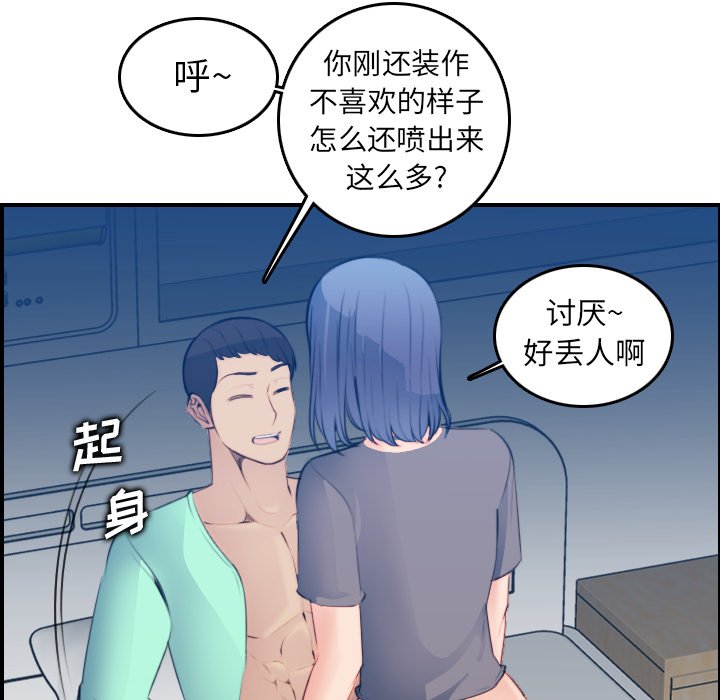 呼~
你刚还装作
不喜欢的样子
怎么还喷出来
这么多?
讨厌~
好丢人啊
起
身